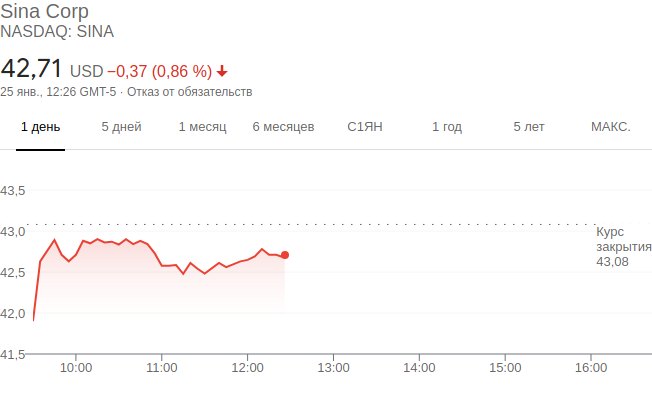 Sina Corp
NASDAQ: SINA
42,71 USD −0,37 (0,86 %)
25 янв., 12:26 GMT-5 · Отказ от обязательств
1 день 5 дней 1 месяц 6 месяцев С1ЯН 1 год 5 лет МАКС.
43,5
43,0
Курс
закрытия
43,08
42,5
42,0
41,5
10:00 11:00 12:00 13:00 14:00 15:00 16:00